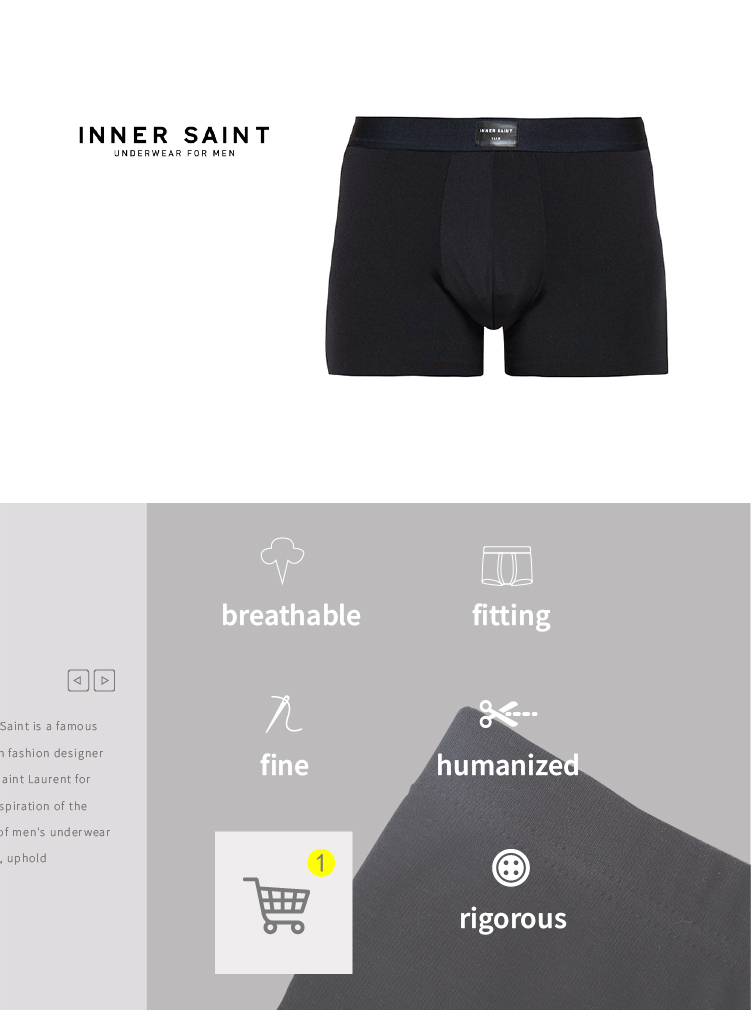 INNER SAINT
UNDERWEAR FOR MEN
INNER SAINT
breathable
fitting
Saint is a famous
n fashion designer
aint Laurent for
spiration of the
of men's underwear
, uphold
fine
humanized
1
rigorous